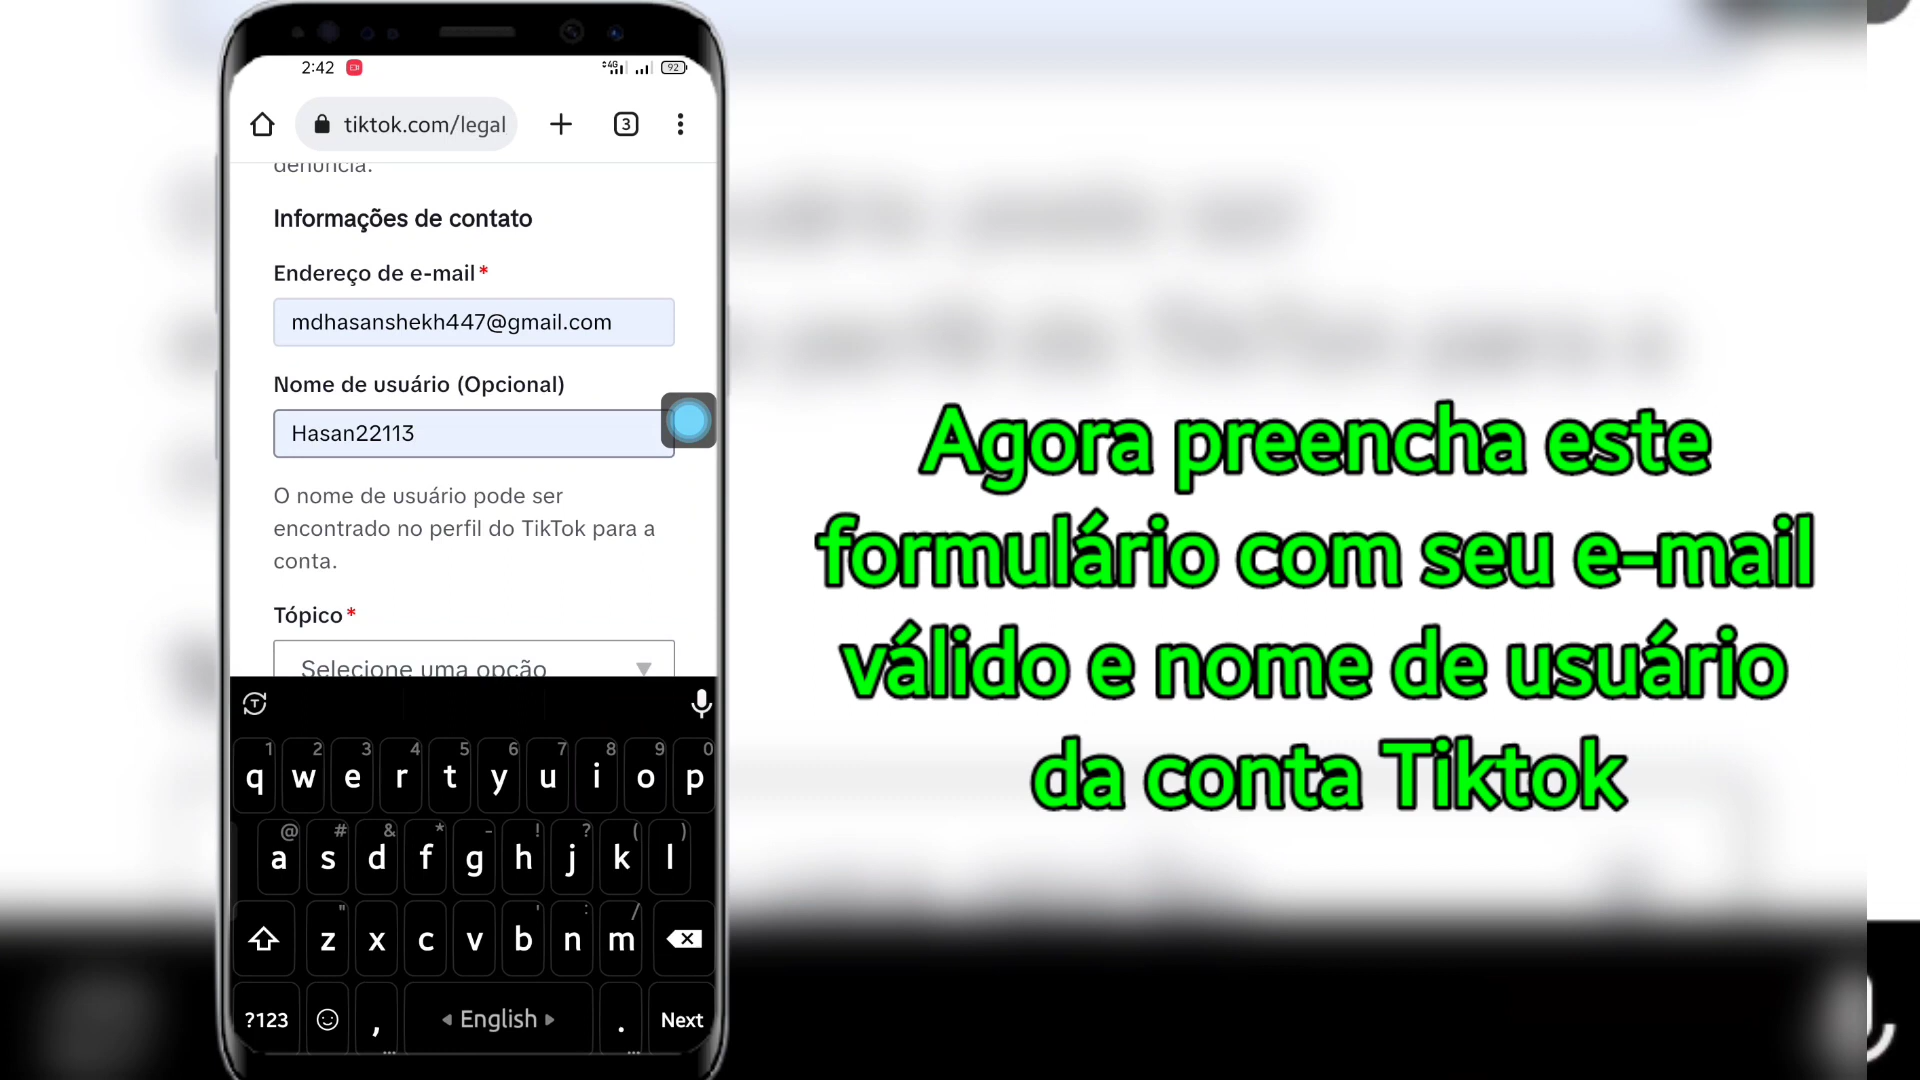 2:42
4G
92
tiktok.com/legal
3
denúncia.
Informações de contato
Endereço de e-mail*
mdhasanshekh447@gmail.com
Nome de usuário (Opcional)
Hasan22113
O nome de usuário pode ser
encontrado no perfil do TikTok para a
conta.
Tópico*
Selecione uma opção
T
1 2 3 4 5 6 7 8 9 0
q w e r t y u i o p
@ # & * - ! ? ( )
a s d f g h j k l
" ' : /
z x c v b n m
?123 , English . Next
Agora preencha este
formulário com seu e-mail
válido e nome de usuário
da conta Tiktok